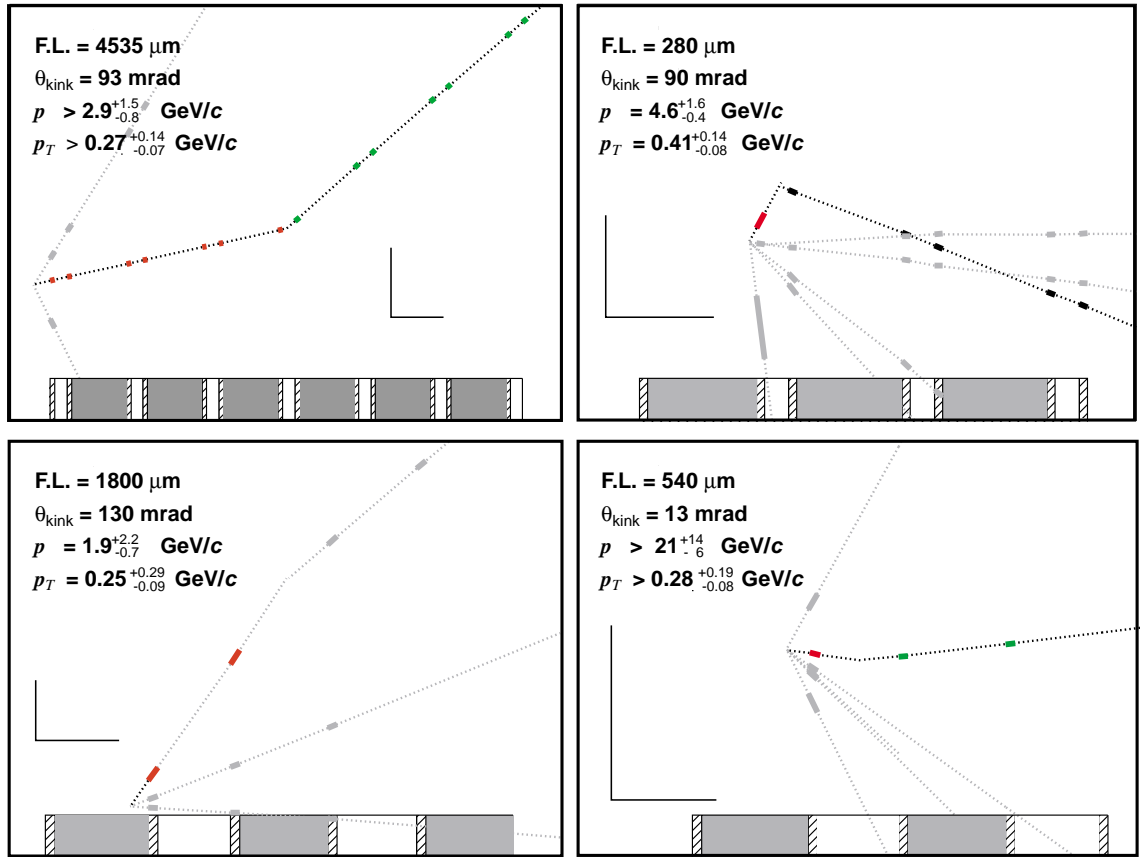 F.L. = 4535 μm
θkink = 93 mrad
p > 2.9 +1.5 -0.8 GeV/c
pT > 0.27 +0.14 -0.07 GeV/c
F.L. = 280 μm
θkink = 90 mrad
p = 4.6 +1.6 -0.4 GeV/c
pT = 0.41 +0.14 -0.08 GeV/c
F.L. = 1800 μm
θkink = 130 mrad
p = 1.9 +2.2 -0.7 GeV/c
pT = 0.25 +0.29 -0.09 GeV/c
F.L. = 540 μm
θkink = 13 mrad
p > 21 +14 - 6 GeV/c
pT > 0.28 +0.19 -0.08 GeV/c